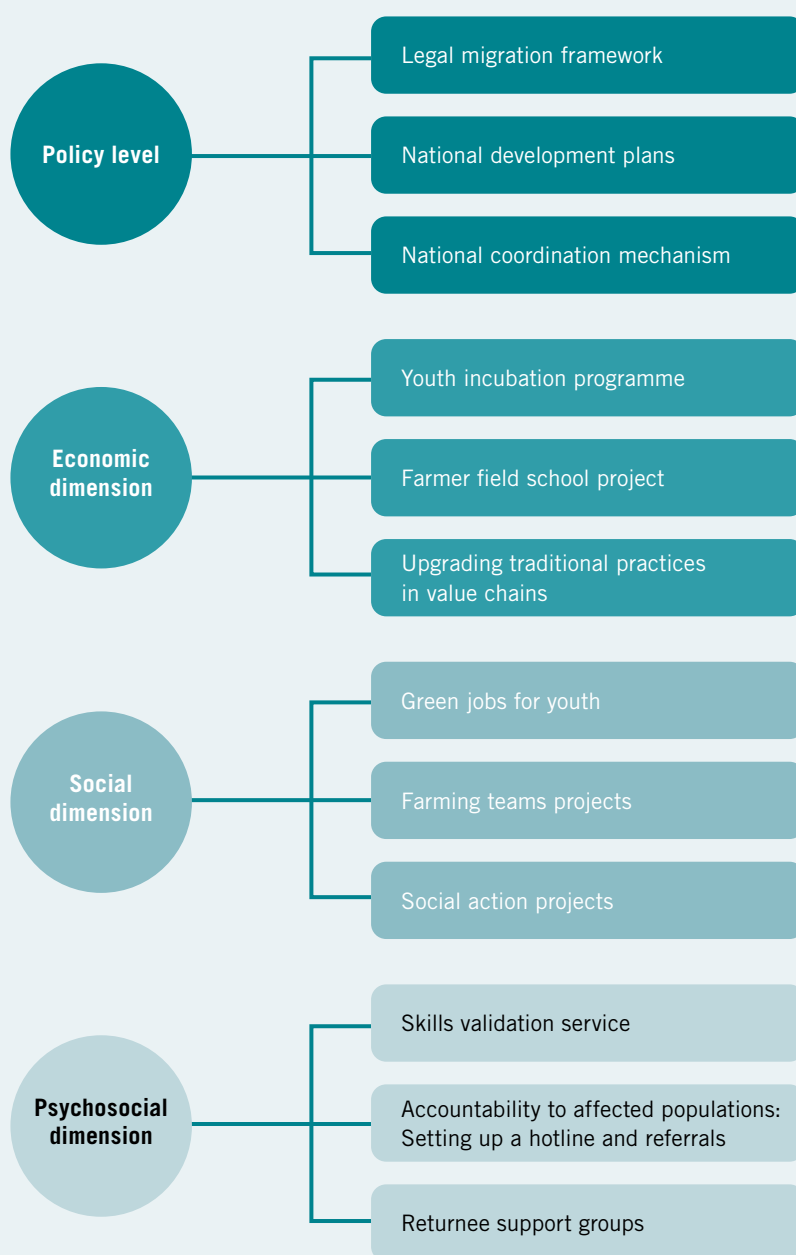 Policy level
Legal migration framework
National development plans
National coordination mechanism
Economic
dimension
Youth incubation programme
Farmer field school project
Upgrading traditional practices
in value chains
Social
dimension
Green jobs for youth
Farming teams projects
Social action projects
Psychosocial
dimension
Skills validation service
Accountability to affected populations:
Setting up a hotline and referrals
Returnee support groups